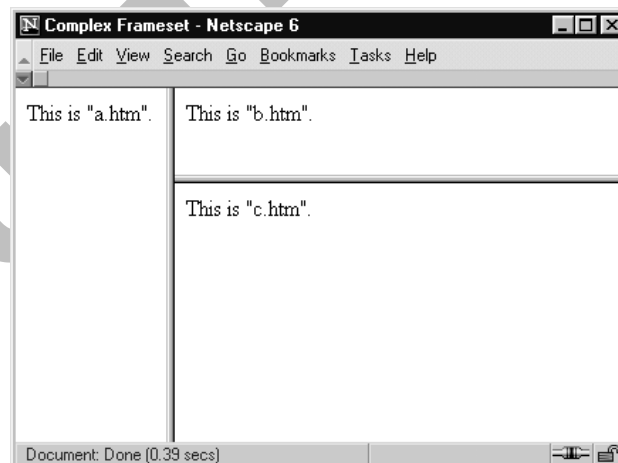 Complex Frameset - Netscape 6
File Edit View Search Go Bookmarks Tasks Help
This is "a.htm".
This is "b.htm".
This is "c.htm".
Document: Done (0.39 secs)